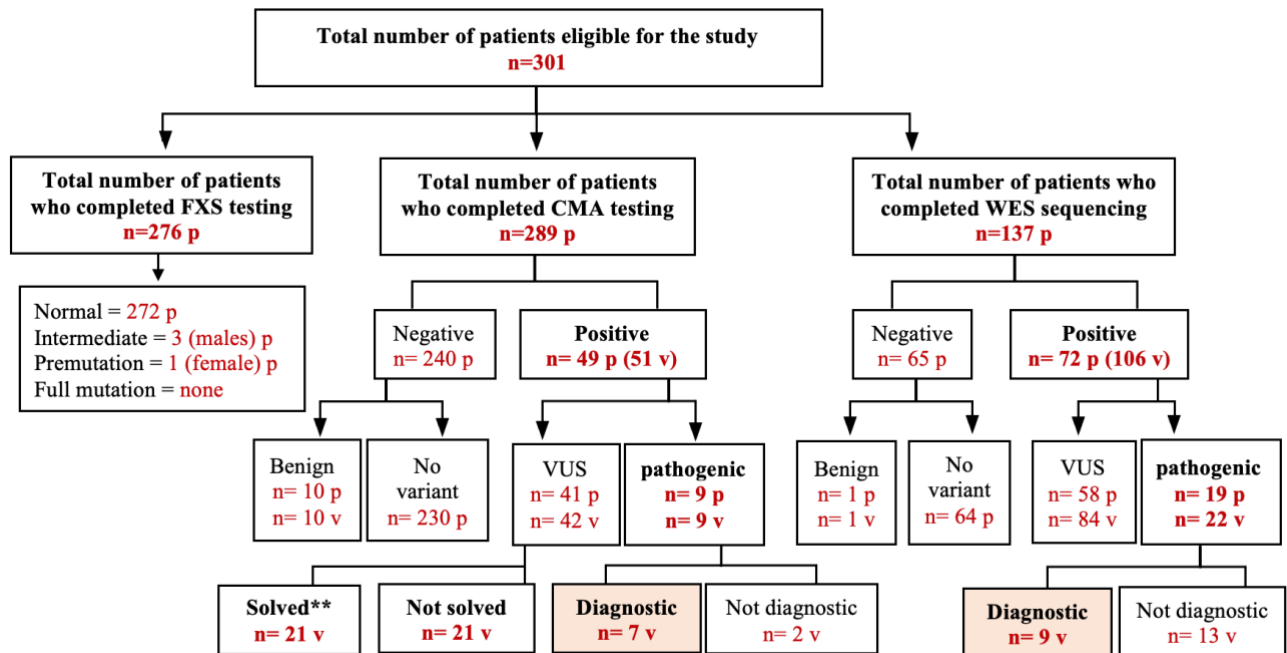 Total number of patients eligible for the study
n=301
Total number of patients
who completed FXS testing
n=276 p
Total number of patients
who completed CMA testing
n=289 p
Total number of patients who
completed WES sequencing
n=137 p
Normal = 272 p
Intermediate = 3 (males) p
Premutation = 1 (female) p
Full mutation = none
Negative
n= 240 p
Positive
n= 49 p (51 v)
Negative
n= 65 p
Positive
n= 72 p (106 v)
Benign
n= 10 p
n= 10 v
No
variant
n= 230 p
VUS
n= 41 p
n= 42 v
pathogenic
n= 9 p
n= 9 v
Benign
n= 1 p
n= 1 v
No
variant
n= 64 p
VUS
n= 58 p
n= 84 v
pathogenic
n= 19 p
n= 22 v
Solved**
n= 21 v
Not solved
n= 21 v
Diagnostic
n= 7 v
Not diagnostic
n= 2 v
Diagnostic
n= 9 v
Not diagnostic
n= 13 v